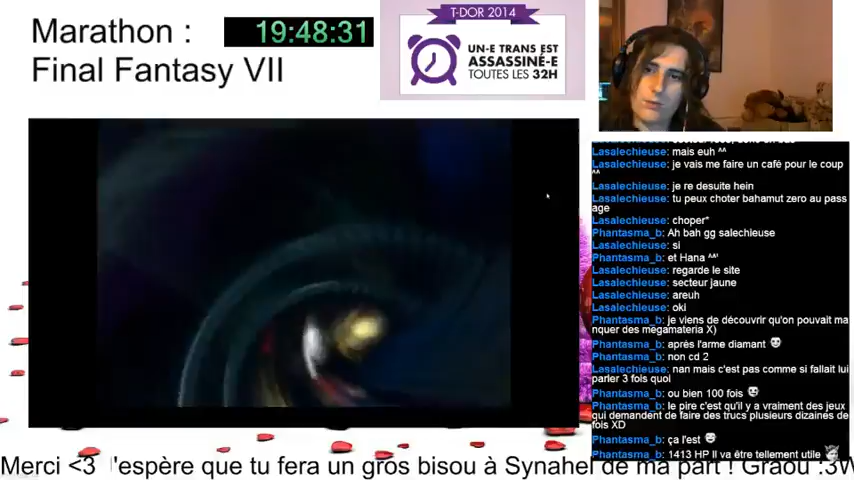 Marathon :
Final Fantasy VII
19:48:31
T-DOR 2014
UN-E TRANS EST
ASSASSINÉ-E
TOUTES LES 32H
Lasalechieuse: mais euh ^^
Lasalechieuse: je vais me faire un café pour le coup
^^
Lasalechieuse: je re desuite hein
Lasalechieuse: tu peux choter bahamut zero au pass
age
Lasalechieuse: choper*
Phantasma_b: Ah bah gg salechieuse
Lasalechieuse: si
Phantasma_b: et Hana ^^'
Lasalechieuse: regarde le site
Lasalechieuse: secteur jaune
Lasalechieuse: areuh
Lasalechieuse: oki
Phantasma_b: je viens de découvrir qu'on pouvait ma
nquer des megamateria X)
Phantasma_b: après l'arme diamant
Phantasma_b: non cd 2
Lasalechieuse: nan mais c'est pas comme si fallait lui
parler 3 fois quoi
Phantasma_b: ou bien 100 fois
Phantasma_b: le pire c'est qu'il y a vraiment des jeux
qui demandent de faire des trucs plusieurs dizaines de
fois XD
Phantasma_b: ça l'est
Phantasma_b: 1413 HP Il va être tellement utile
Merci <3 J'espère que tu fera un gros bisou à Synahel de ma part ! Graou :3